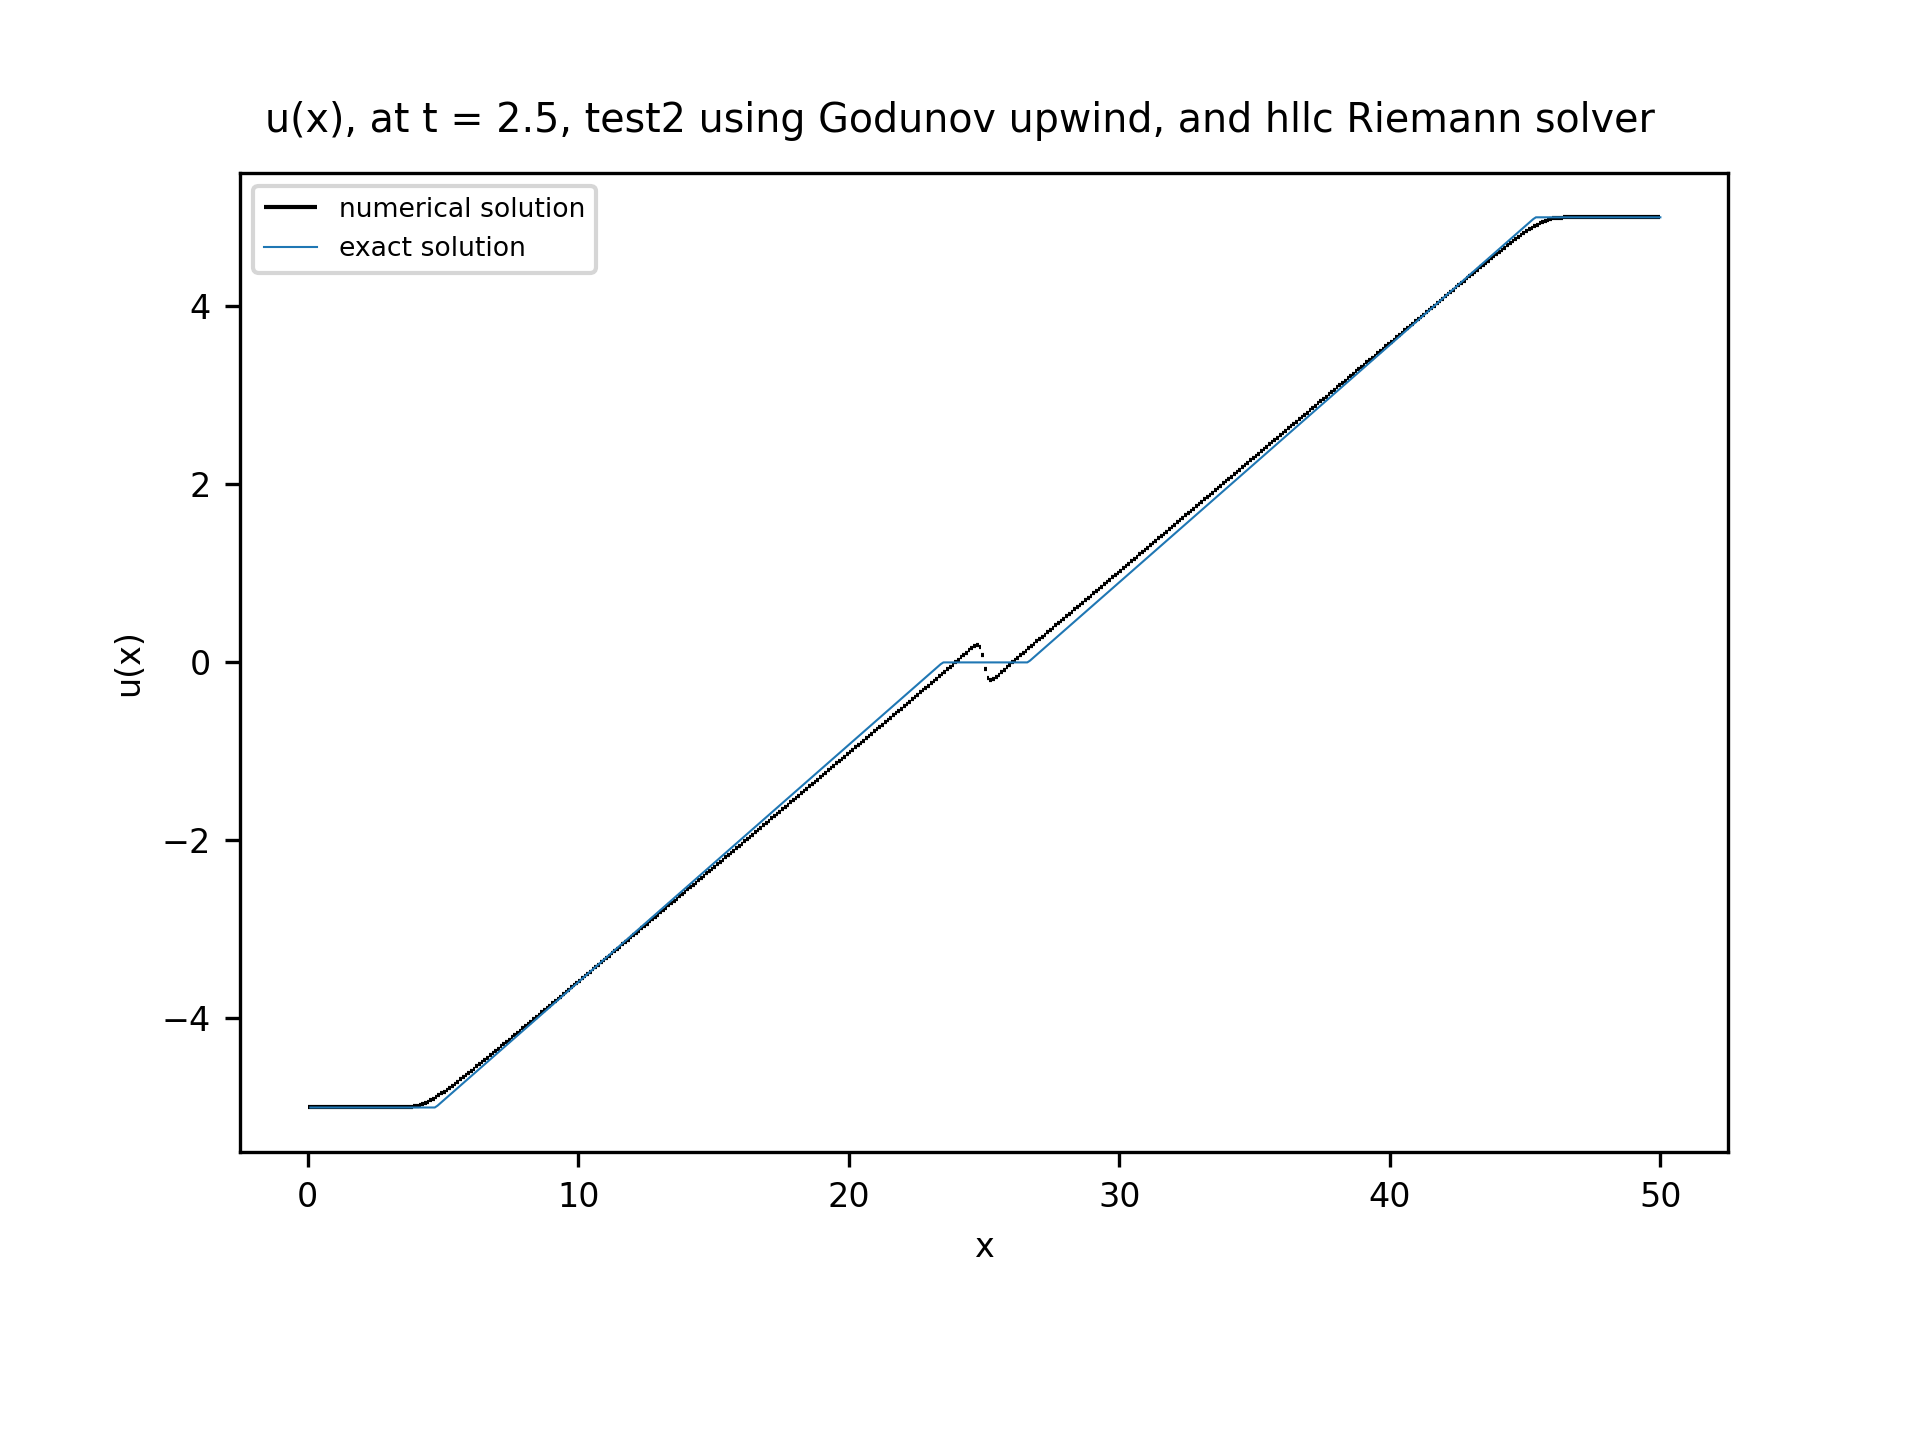 u(x), at t = 2.5, test2 using Godunov upwind, and hllc Riemann solver
numerical solution
exact solution
4
2
0
−2
−4
u(x)
0 10 20 30 40 50
x